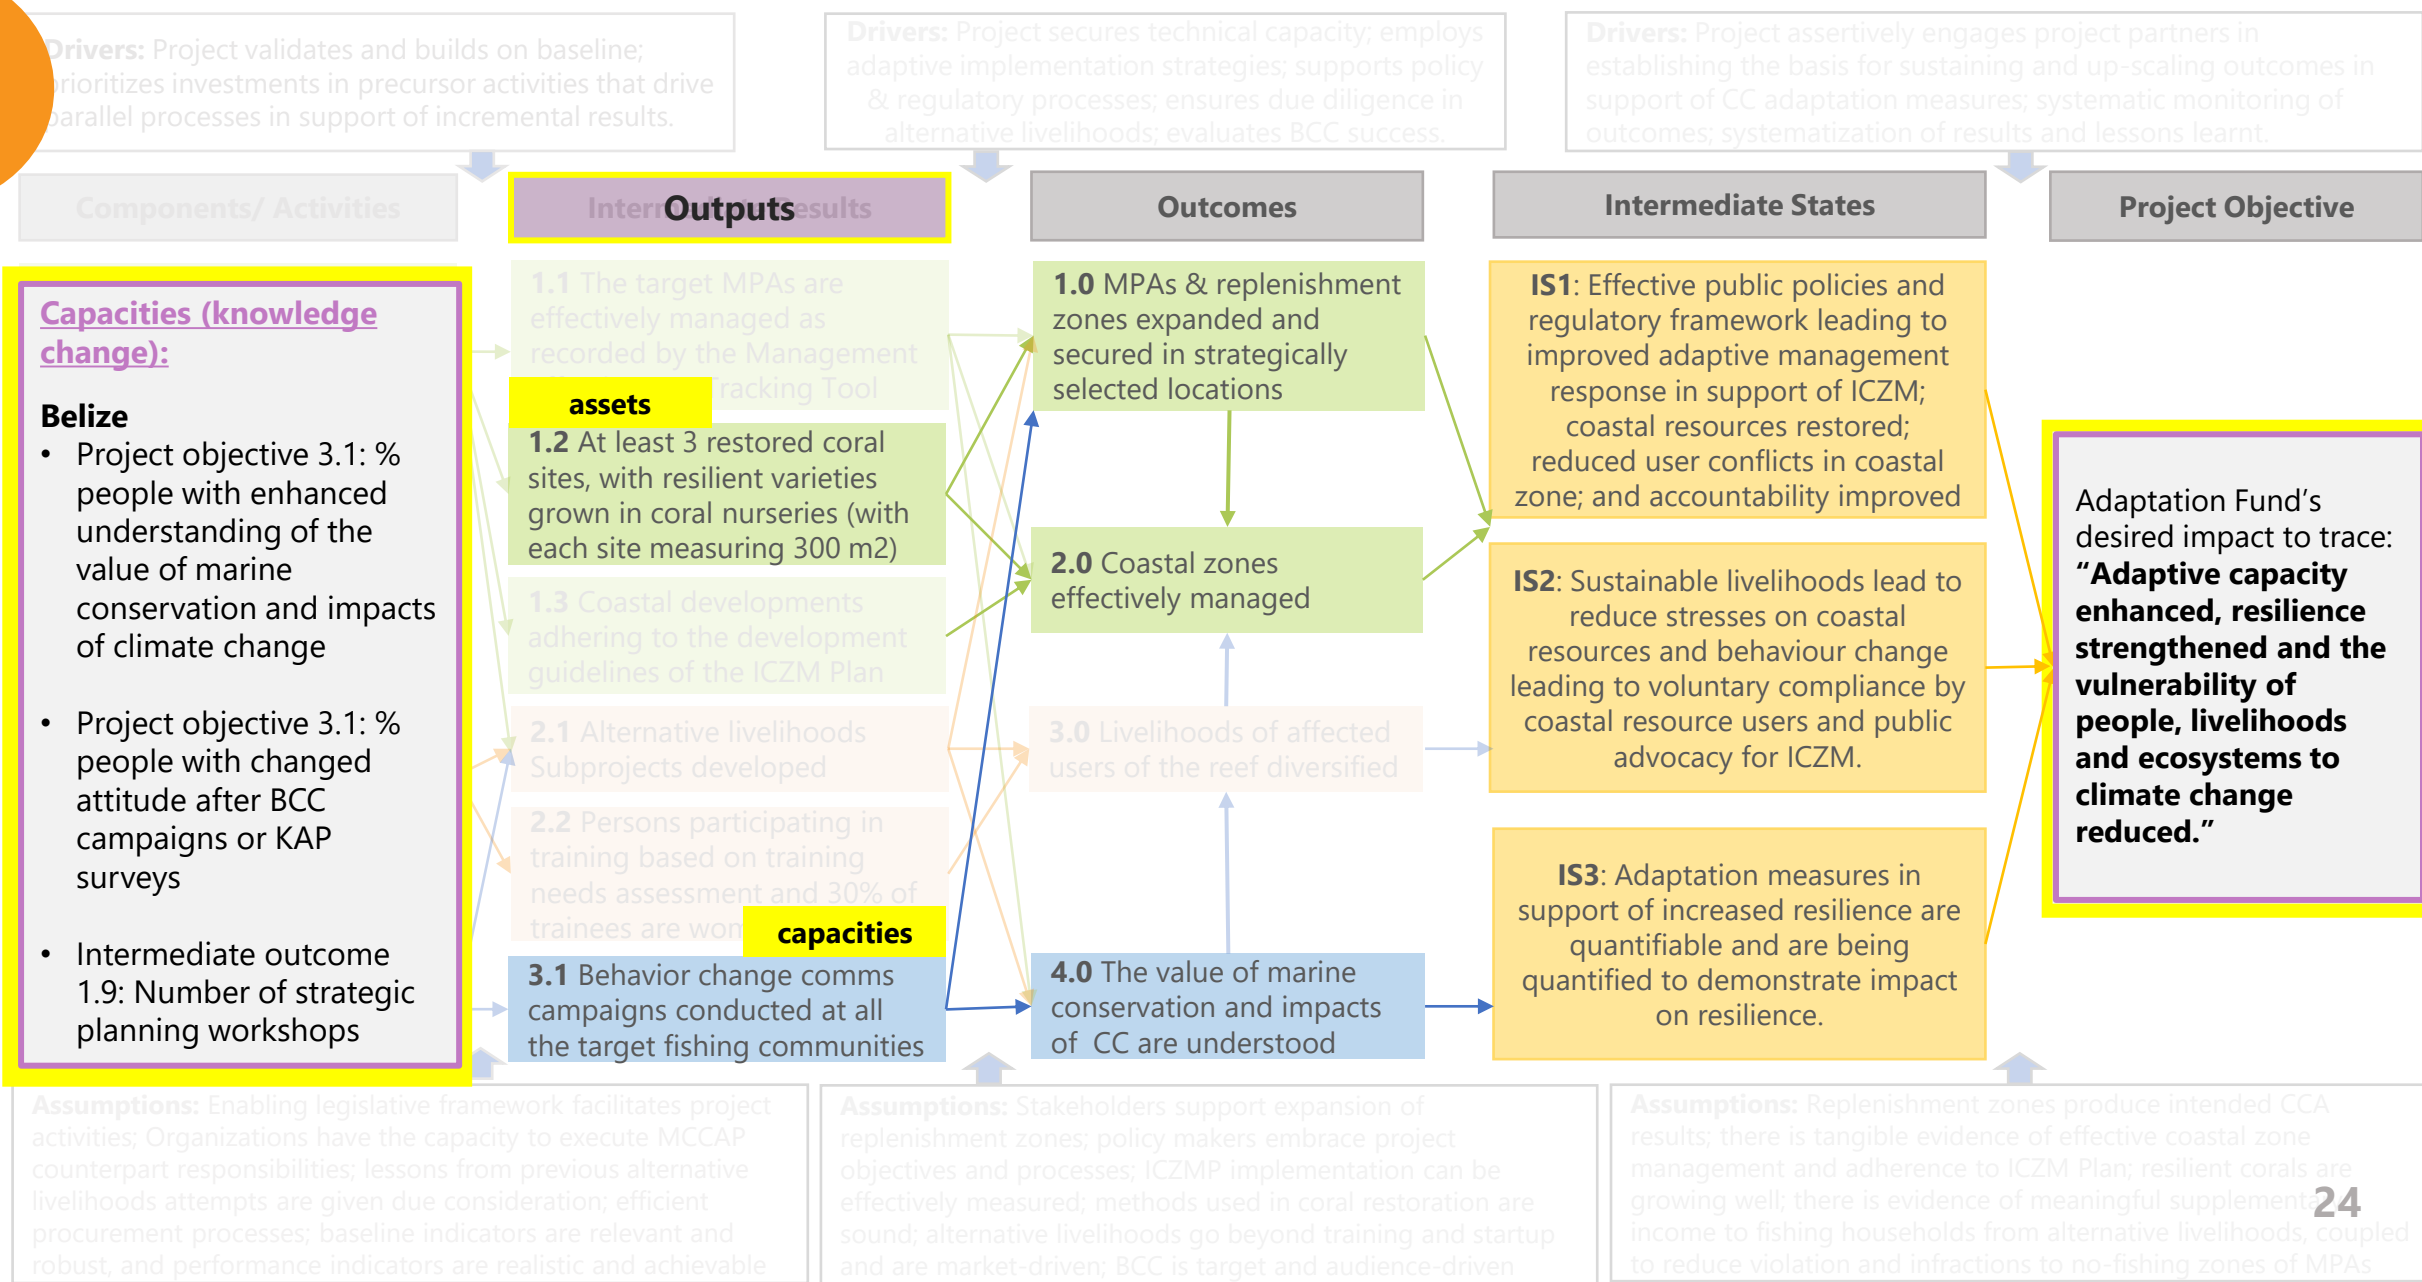 Drivers: Project validates and builds on baseline;
prioritizes investments in precursor activities that drive
parallel processes in support of incremental results.
Drivers: Project secures technical capacity; employs
adaptive implementation strategies; supports policy
& regulatory processes; ensures due diligence in
alternative livelihoods; evaluates BCC success.
Drivers: Project assertively engages project partners in
establishing the basis for sustaining and up-scaling outcomes in
support of CC adaptation measures; systematic monitoring of
outcomes; systematization of results and lessons learnt.
Components/ Activities
Outputs
Outcomes
Intermediate States
Project Objective
Capacities (knowledge
change):
Belize
• Project objective 3.1: %
people with enhanced
understanding of the
value of marine
conservation and impacts
of climate change
• Project objective 3.1: %
people with changed
attitude after BCC
campaigns or KAP
surveys
• Intermediate outcome
1.9: Number of strategic
planning workshops
1.1 The target MPAs are
effectively managed as
recorded by the Management
Tracking Tool
assets
1.2 At least 3 restored coral
sites, with resilient varieties
grown in coral nurseries (with
each site measuring 300 m2)
1.3 Coastal developments
adhering to the development
guidelines of the ICZM Plan
2.1 Alternative livelihoods
Subprojects developed
2.2 Persons participating in
training based on training
needs assessment and 30% of
trainees are
capacities
3.1 Behavior change comms
campaigns conducted at all
the target fishing communities
1.0 MPAs & replenishment
zones expanded and
secured in strategically
selected locations
2.0 Coastal zones
effectively managed
3.0 Livelihoods of affected
users of the reef diversified
4.0 The value of marine
conservation and impacts
of CC are understood
IS1: Effective public policies and
regulatory framework leading to
improved adaptive management
response in support of ICZM;
coastal resources restored;
reduced user conflicts in coastal
zone; and accountability improved
IS2: Sustainable livelihoods lead to
reduce stresses on coastal
resources and behaviour change
leading to voluntary compliance by
coastal resource users and public
advocacy for ICZM.
IS3: Adaptation measures in
support of increased resilience are
quantifiable and are being
quantified to demonstrate impact
on resilience.
Adaptation Fund’s
desired impact to trace:
“Adaptive capacity
enhanced, resilience
strengthened and the
vulnerability of
people, livelihoods
and ecosystems to
climate change
reduced.”
Assumptions: Enabling legislative framework facilitates project
activities; Organizations have the capacity to execute MCCAP
counterpart responsibilities; lessons from previous alternative
livelihoods attempts are given due consideration; efficient
procurement processes; baseline indicators are relevant and
robust, and performance indicators are realistic and achievable
Assumptions: Stakeholders support expansion of
replenishment zones; policy makers embrace project
objectives and processes; ICZMP implementation can be
effectively measured; methods used in coral restoration are
sound; alternative livelihoods go beyond training and startup
and are market-driven; BCC is target and audience-driven
Assumptions: Replenishment zones produce intended CCA
results; there is tangible evidence of effective coastal zone
management and adherence to ICZM Plan; resilient corals are
growing well; there is evidence of meaningful supplementa
income to fishing households from alternative livelihoods, coupled
to reduce violation and infractions to no-fishing zones of MPAs
24